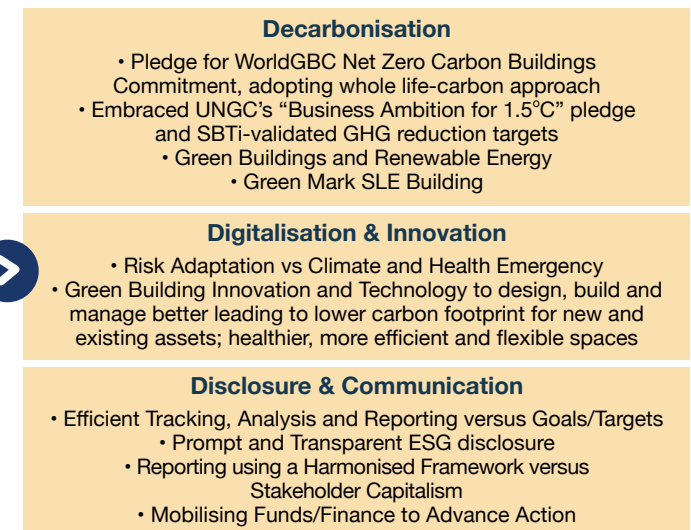 Decarbonisation
• Pledge for WorldGBC Net Zero Carbon Buildings
Commitment, adopting whole life-carbon approach
• Embraced UNGC's “Business Ambition for 1.5°C” pledge
and SBTi-validated GHG reduction targets
• Green Buildings and Renewable Energy
• Green Mark SLE Building
Digitalisation & Innovation
• Risk Adaptation vs Climate and Health Emergency
• Green Building Innovation and Technology to design, build and
manage better leading to lower carbon footprint for new and
existing assets; healthier, more efficient and flexible spaces
Disclosure & Communication
• Efficient Tracking, Analysis and Reporting versus Goals/Targets
• Prompt and Transparent ESG disclosure
• Reporting using a Harmonised Framework versus
Stakeholder Capitalism
• Mobilising Funds/Finance to Advance Action